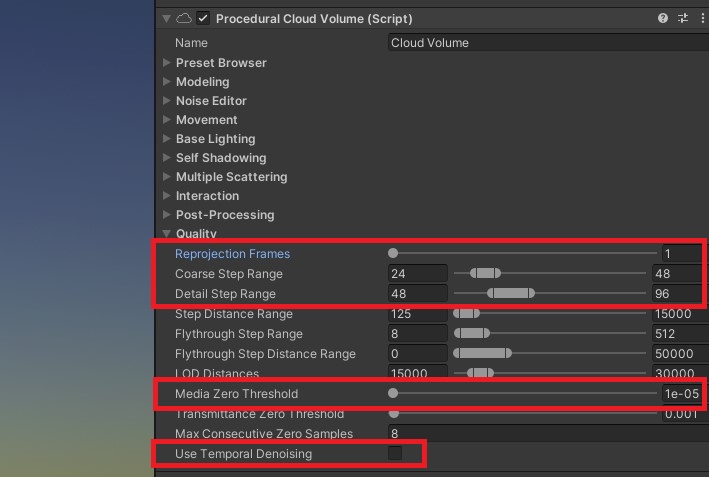 Procedural Cloud Volume (Script)
Name Cloud Volume
Preset Browser
Modeling
Noise Editor
Movement
Base Lighting
Self Shadowing
Multiple Scattering
Interaction
Post-Processing
Quality
Reprojection Frames 1
Coarse Step Range 24 48
Detail Step Range 48 96
Step Distance Range 125 15000
Flythrough Step Range 8 512
Flythrough Step Distance Range 0 50000
LOD Distances 15000 30000
Media Zero Threshold 1e-05
Transmittance Zero Threshold 0.001
Max Consecutive Zero Samples 8
Use Temporal Denoising